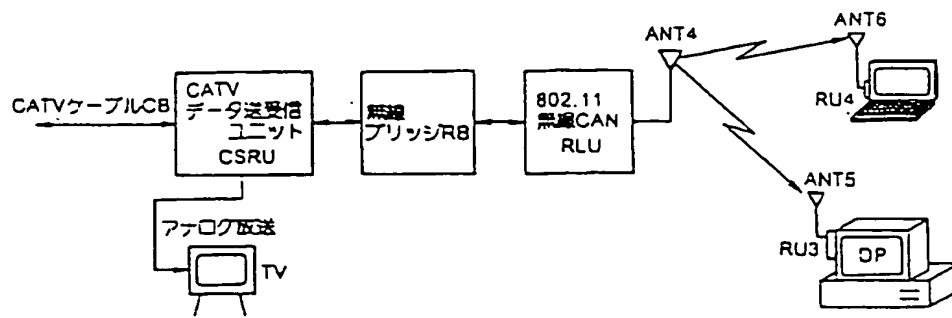 CATVケーブルCB
CATV
データ送受信
ユニット
CSRU
アナログ放送
TV
無線
ブリッジRB
802.11
無線CAN
RLU
ANT4
ANT6
RU4
ANT5
RU3
DP